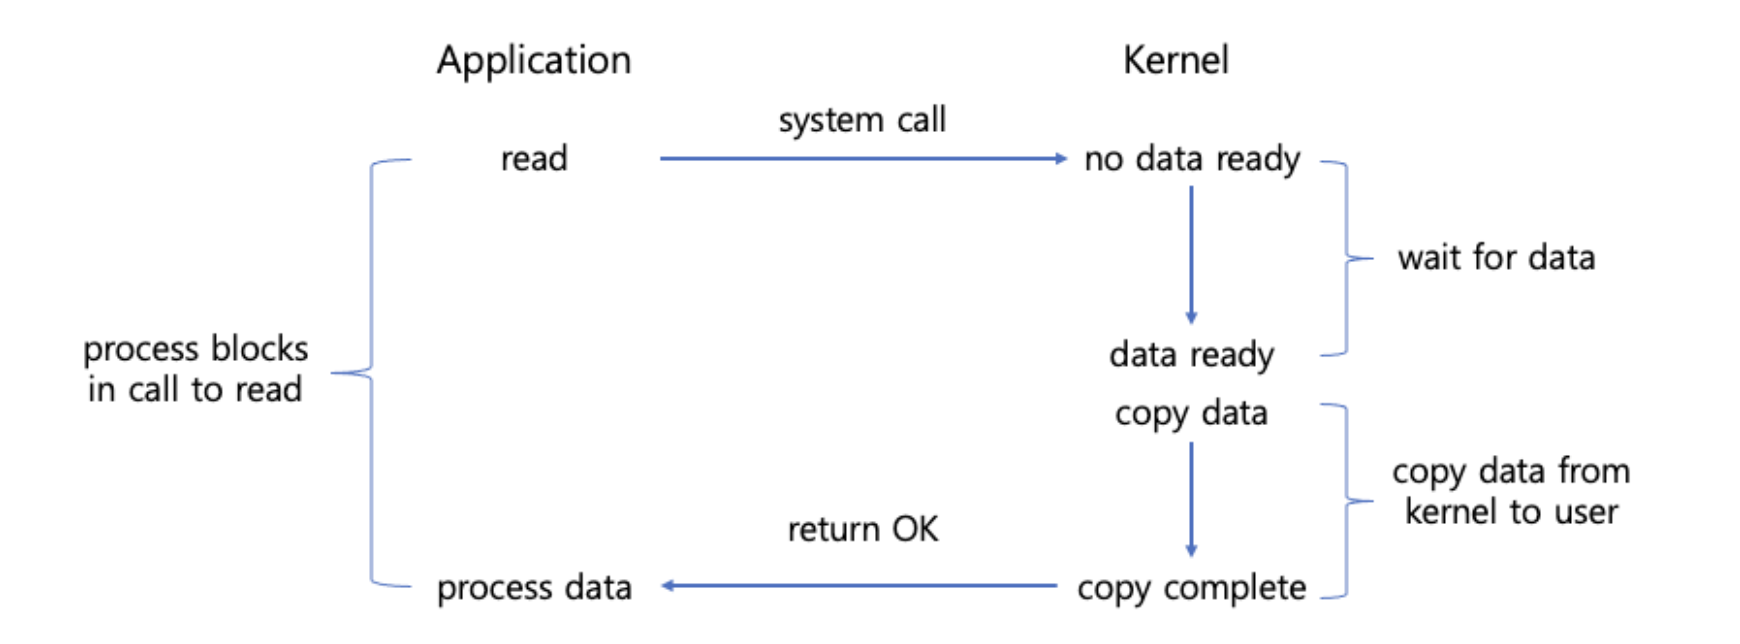 Application
Kernel
system call
read
no data ready
wait for data
process blocks
in call to read
data ready
copy data
copy data from
kernel to user
return OK
process data
copy complete